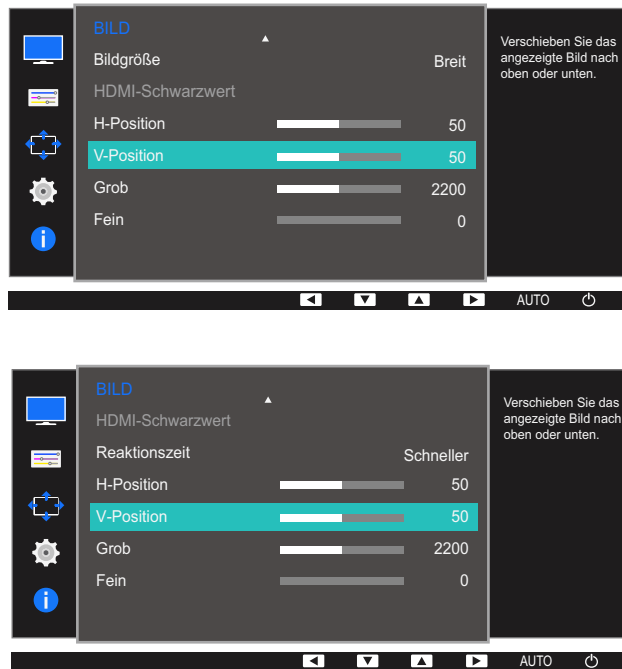 BILD
Bildgröße Breit
HDMI-Schwarzwert
H-Position 50
V-Position 50
Grob 2200
Fein 0
Verschieben Sie das
angezeigte Bild nach
oben oder unten.
AUTO
BILD
HDMI-Schwarzwert
Reaktionszeit Schneller
H-Position 50
V-Position 50
Grob 2200
Fein 0
Verschieben Sie das
angezeigte Bild nach
oben oder unten.
AUTO